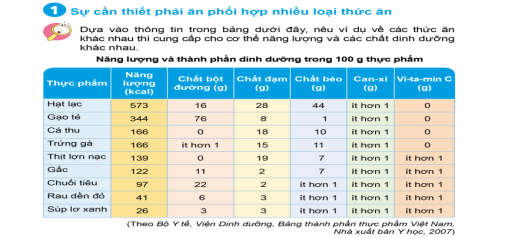 1 Sự cần thiết phải ăn phối hợp nhiều loại thức ăn
Dựa vào thông tin trong bảng dưới đây, nêu ví dụ về các thức ăn
khác nhau thì cung cấp cho cơ thể năng lượng và các chất dinh dưỡng
khác nhau.
Năng lượng và thành phần dinh dưỡng trong 100 g thực phẩm
Thực phẩm Năng lượng (kcal) Chất bột đường (g) Chất đạm (g) Chất béo (g) Can-xi (g) Vi-ta-min C (g)
Hạt lạc 573 16 28 44 ít hơn 1 0
Gạo tẻ 344 76 8 1 ít hơn 1 0
Cá thu 166 0 18 10 ít hơn 1 0
Trứng gà 166 ít hơn 1 15 11 ít hơn 1 0
Thịt lợn nạc 139 0 19 7 ít hơn 1 ít hơn 1
Gấc 122 11 2 7 ít hơn 1 ít hơn 1
Chuối tiêu 97 22 2 ít hơn 1 ít hơn 1 ít hơn 1
Rau dền đỏ 41 6 3 ít hơn 1 ít hơn 1 ít hơn 1
Súp lơ xanh 26 3 3 ít hơn 1 ít hơn 1 ít hơn 1
(Theo Bộ Y tế, Viện Dinh dưỡng, Bảng thành phần thực phẩm Việt Nam,
Nhà xuất bản Y học, 2007)